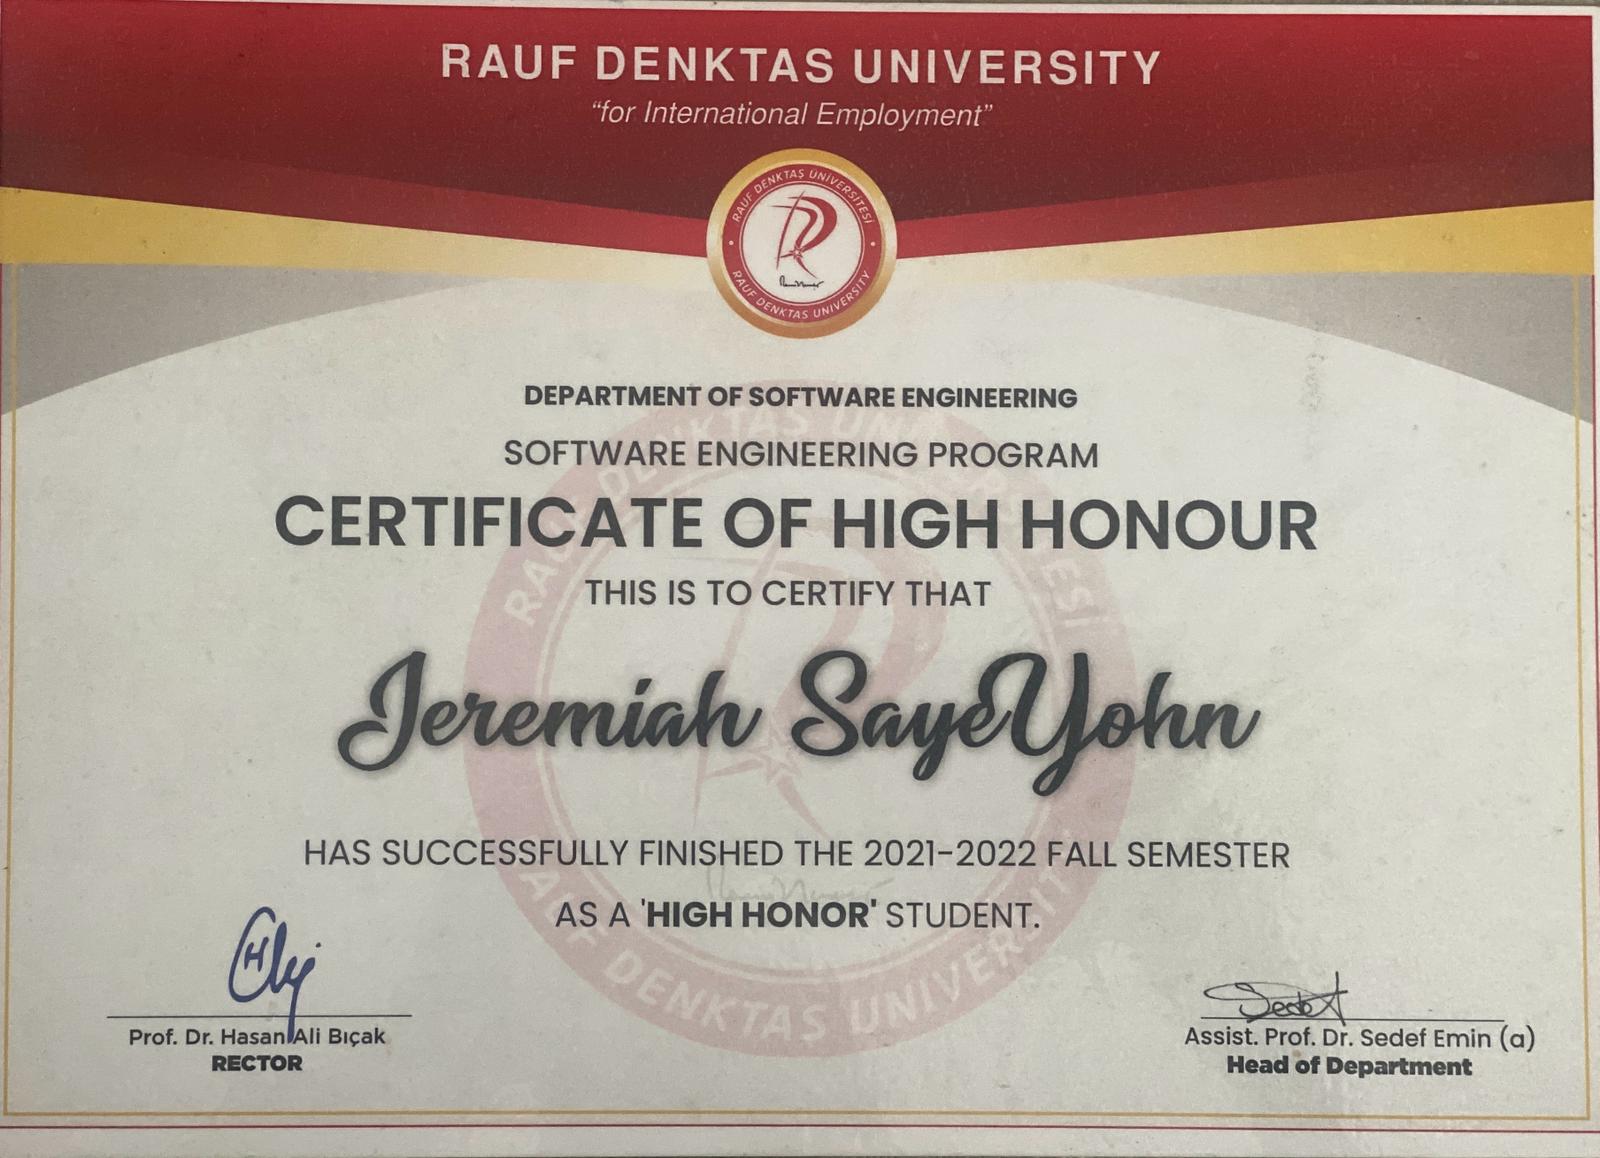 RAUF DENKTAS UNIVERSITY
“for International Employment”
RAUF DENKTAŞ ÜNİVERSİTESİ
RAUF DENKTAS UNIVERSITY
DEPARTMENT OF SOFTWARE ENGINEERING
SOFTWARE ENGINEERING PROGRAM
CERTIFICATE OF HIGH HONOUR
THIS IS TO CERTIFY THAT
Jeremiah SayeYohn
HAS SUCCESSFULLY FINISHED THE 2021-2022 FALL SEMESTER
AS A 'HIGH HONOR' STUDENT.
Prof. Dr. Hasan Ali Bıçak
RECTOR
Assist. Prof. Dr. Sedef Emin (a)
Head of Department